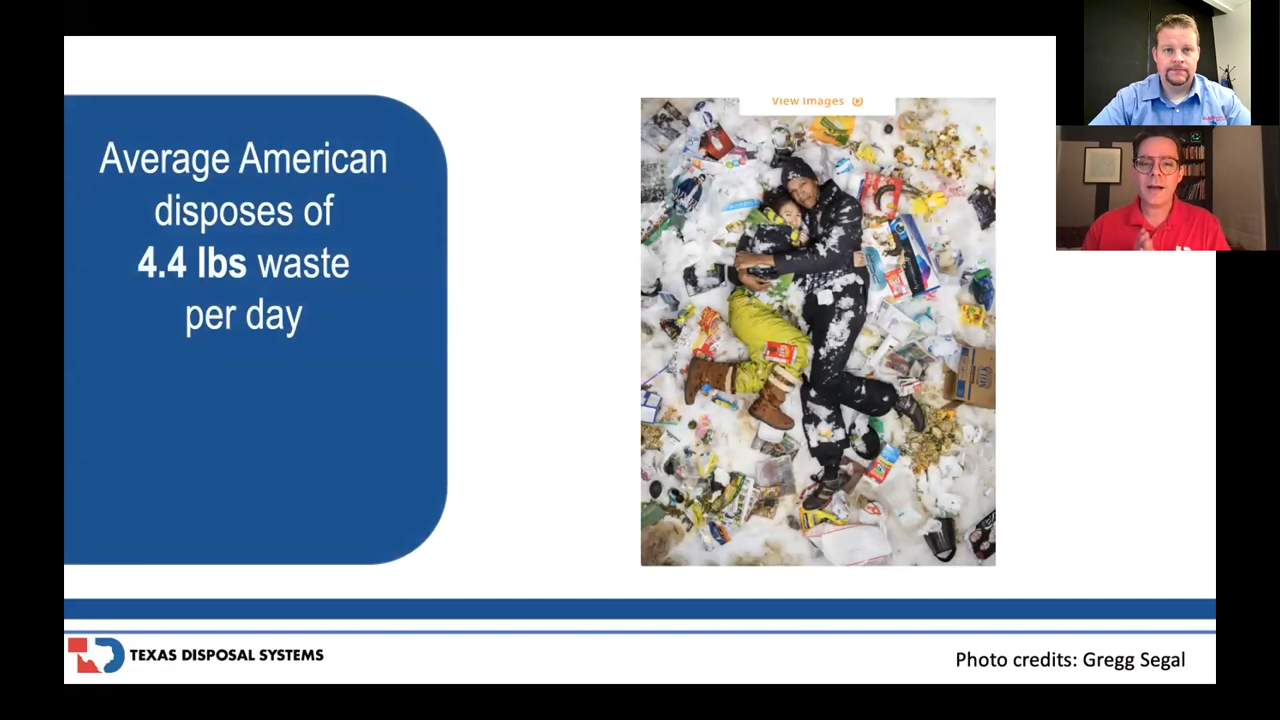 View Images
Average American
disposes of
4.4 lbs waste
per day
MILK
TEXAS DISPOSAL SYSTEMS
Photo credits: Gregg Segal